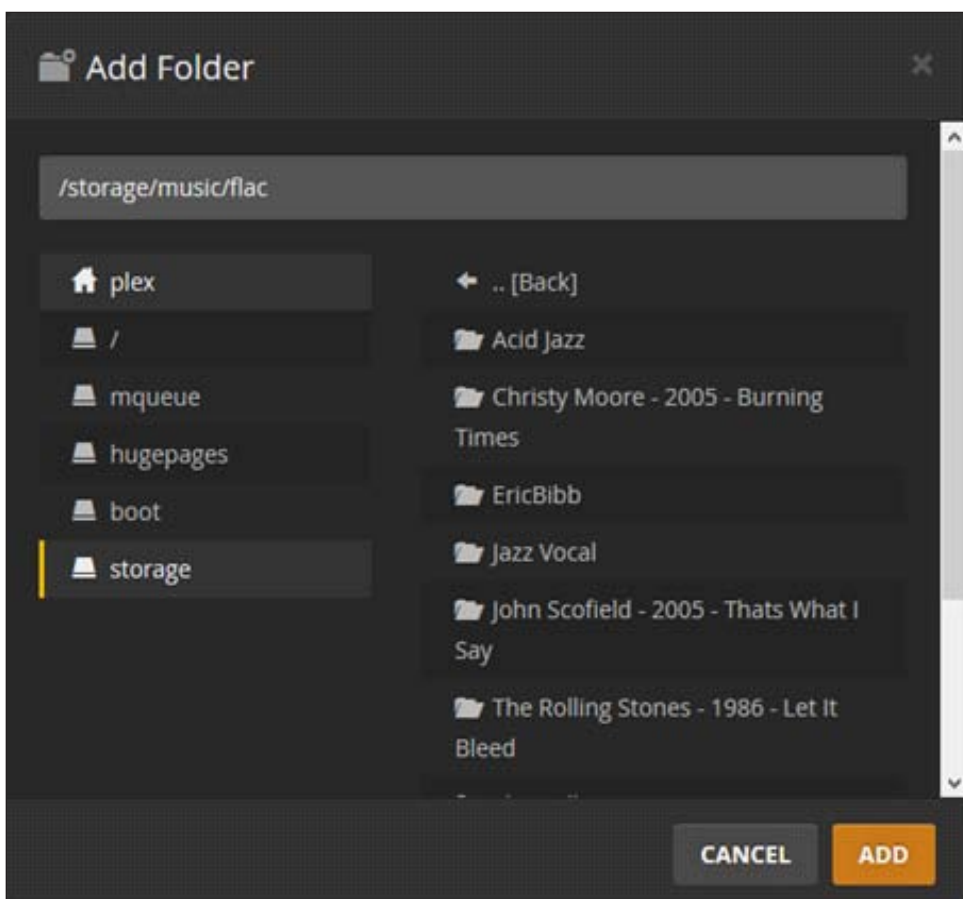 Add Folder
/storage/music/flac
plex
/
mqueue
hugepages
boot
storage
.. [Back]
Acid Jazz
Christy Moore - 2005 - Burning
Times
EricBibb
Jazz Vocal
John Scofield - 2005 - Thats What I
Say
The Rolling Stones - 1986 - Let It
Bleed
CANCEL
ADD